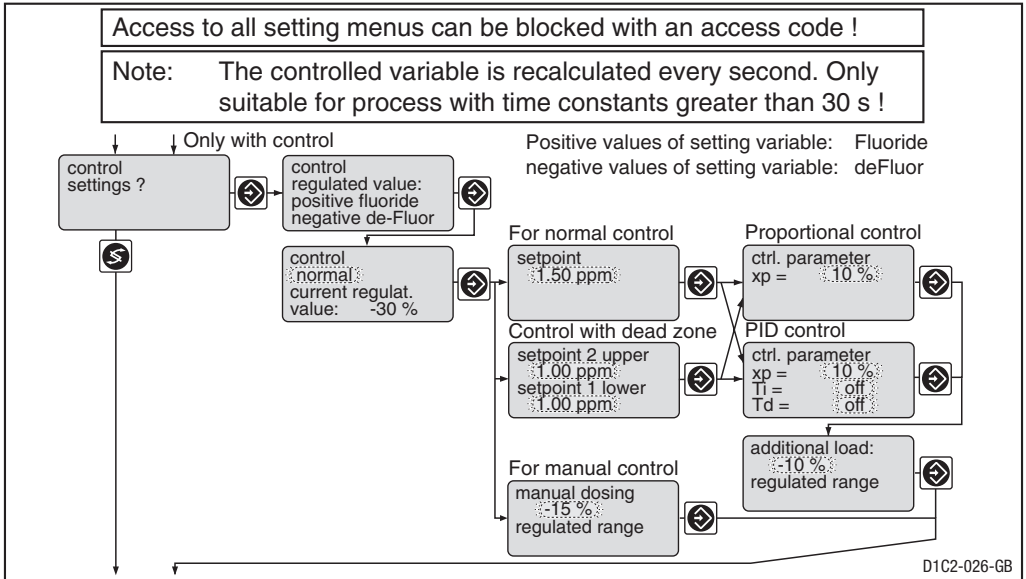 Access to all setting menus can be blocked with an access code !
Note: The controlled variable is recalculated every second. Only
suitable for process with time constants greater than 30 s !
Only with control
Positive values of setting variable: Fluoride
negative values of setting variable: deFluor
control
settings ?
control
regulated value:
positive fluoride
negative de-Fluor
control
normal
current regulat.
value: -30 %
For normal control
setpoint
1.50 ppm
Proportional control
ctrl. parameter
xp = 10 %
Control with dead zone
setpoint 2 upper
1.00 ppm
setpoint 1 lower
1.00 ppm
PID control
ctrl. parameter
xp = 10 %
Ti = off
Td = off
additional load:
-10 %
regulated range
For manual control
manual dosing
-15 %
regulated range
D1C2-026-GB